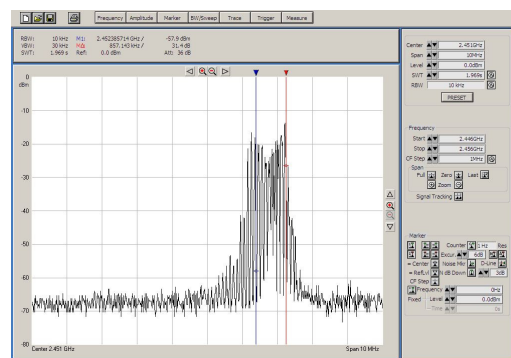 Frequency Amplitude Marker BW/Sweep Trace Trigger Measure
RBW: 10 kHz M1: 2.452385714 GHz / -57.9 dBm
VBW: 30 kHz MΔ: 857.143 kHz / 31.4 dB
SWT: 1.969 s Ref: 0.0 dBm Att: 36 dB
0
dBm
-10
-20
-30
-40
-50
-60
-70
-80
Center 2.451 GHz
Span 10 MHz
Center 2.451GHz
Span 10MHz
Level 0.0dBm
SWT 1.969s
RBW 10 kHz
PRESET
Frequency
Start 2.446GHz
Stop 2.456GHz
CF Step 1MHz
Span
Full Zero Last
Zoom
Signal Tracking
Marker
Counter 1 Hz Res
Excur 6dB
= Center Noise Mkr D-Line
= RefLvl N dB Down 3dB
CF Step
Frequency 0Hz
Fixed Level 0.0dBm
Time 0s